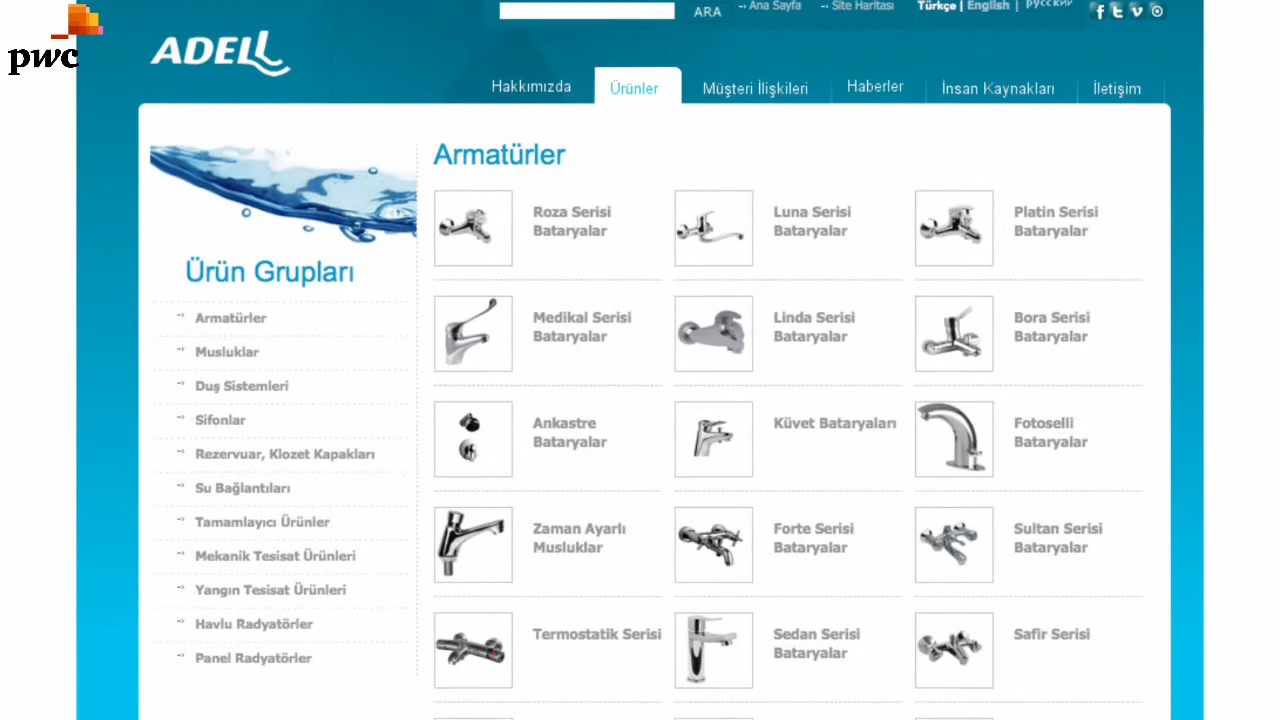 pwc
ADELL
ARA
Ana Sayfa
Site Haritası
Türkçe | English | русский
Hakkımızda
Ürünler
Müşteri İlişkileri
Haberler
İnsan Kaynakları
İletişim
Ürün Grupları
Armatürler
Musluklar
Duş Sistemleri
Sifonlar
Rezervuar, Klozet Kapakları
Su Bağlantıları
Tamamlayıcı Ürünler
Mekanik Tesisat Ürünleri
Yangın Tesisat Ürünleri
Havlu Radyatörler
Panel Radyatörler
Armatürler
Roza Serisi
Bataryalar
Luna Serisi
Bataryalar
Platin Serisi
Bataryalar
Medikal Serisi
Bataryalar
Linda Serisi
Bataryalar
Bora Serisi
Bataryalar
Ankastre
Bataryalar
Küvet Bataryaları
Fotoselli
Bataryalar
Zaman Ayarlı
Musluklar
Forte Serisi
Bataryalar
Sultan Serisi
Bataryalar
Termostatik Serisi
Sedan Serisi
Bataryalar
Safir Serisi